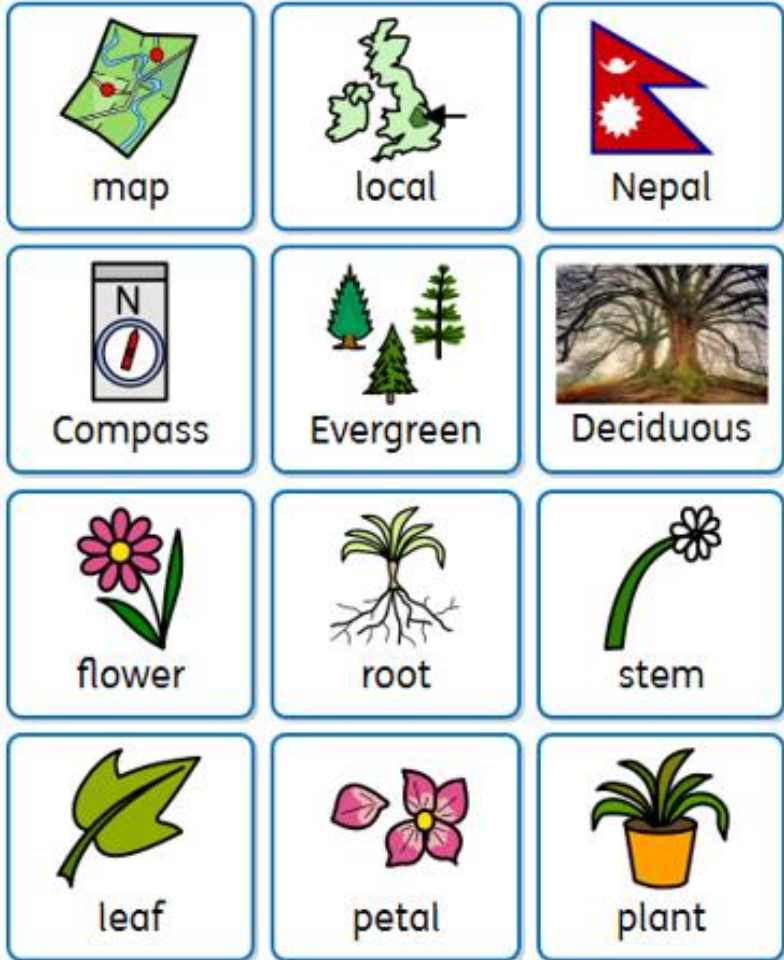 map
local
Nepal
N
Compass
Evergreen
Deciduous
flower
root
stem
leaf
petal
plant